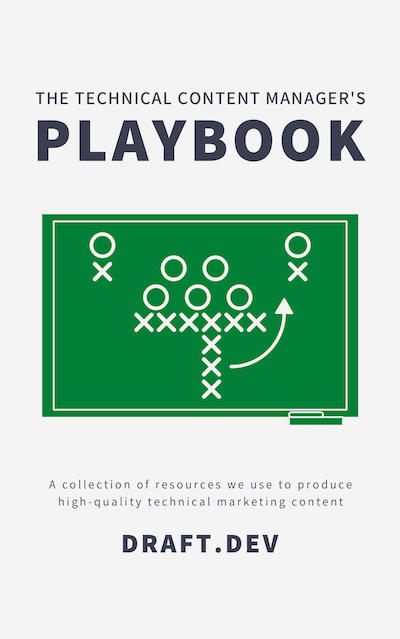 THE TECHNICAL CONTENT MANAGER'S
PLAYBOOK
A collection of resources we use to produce
high-quality technical marketing content
DRAFT.DEV